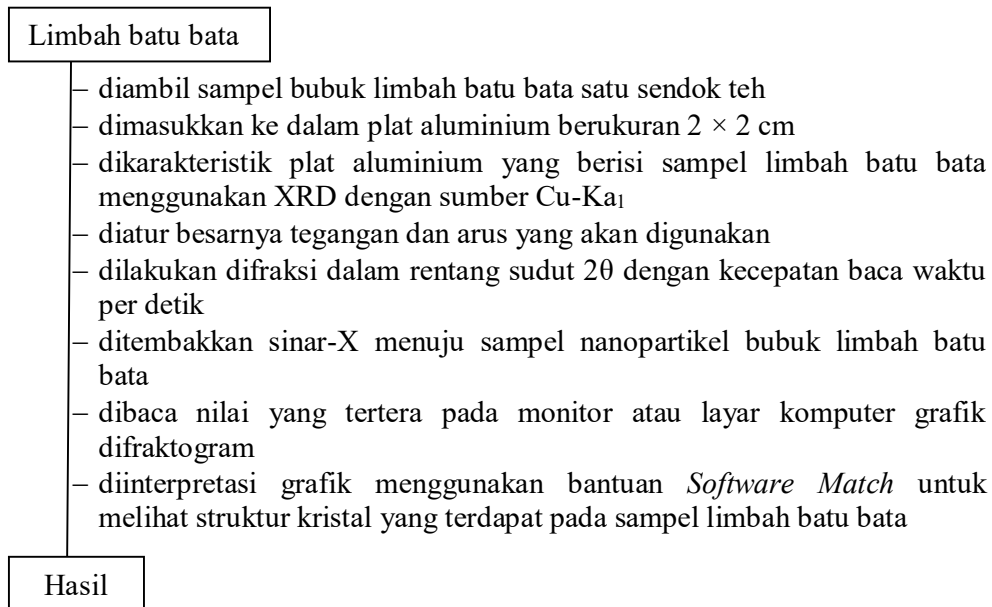 Limbah batu bata
– diambil sampel bubuk limbah batu bata satu sendok teh
– dimasukkan ke dalam plat aluminium berukuran 2 × 2 cm
– dikarakteristik plat aluminium yang berisi sampel limbah batu bata
menggunakan XRD dengan sumber Cu-Ka₁
– diatur besarnya tegangan dan arus yang akan digunakan
– dilakukan difraksi dalam rentang sudut 2θ dengan kecepatan baca waktu
per detik
– ditembakkan sinar-X menuju sampel nanopartikel bubuk limbah batu
bata
– dibaca nilai yang tertera pada monitor atau layar komputer grafik
difraktogram
– diinterpretasi grafik menggunakan bantuan Software Match untuk
melihat struktur kristal yang terdapat pada sampel limbah batu bata
Hasil